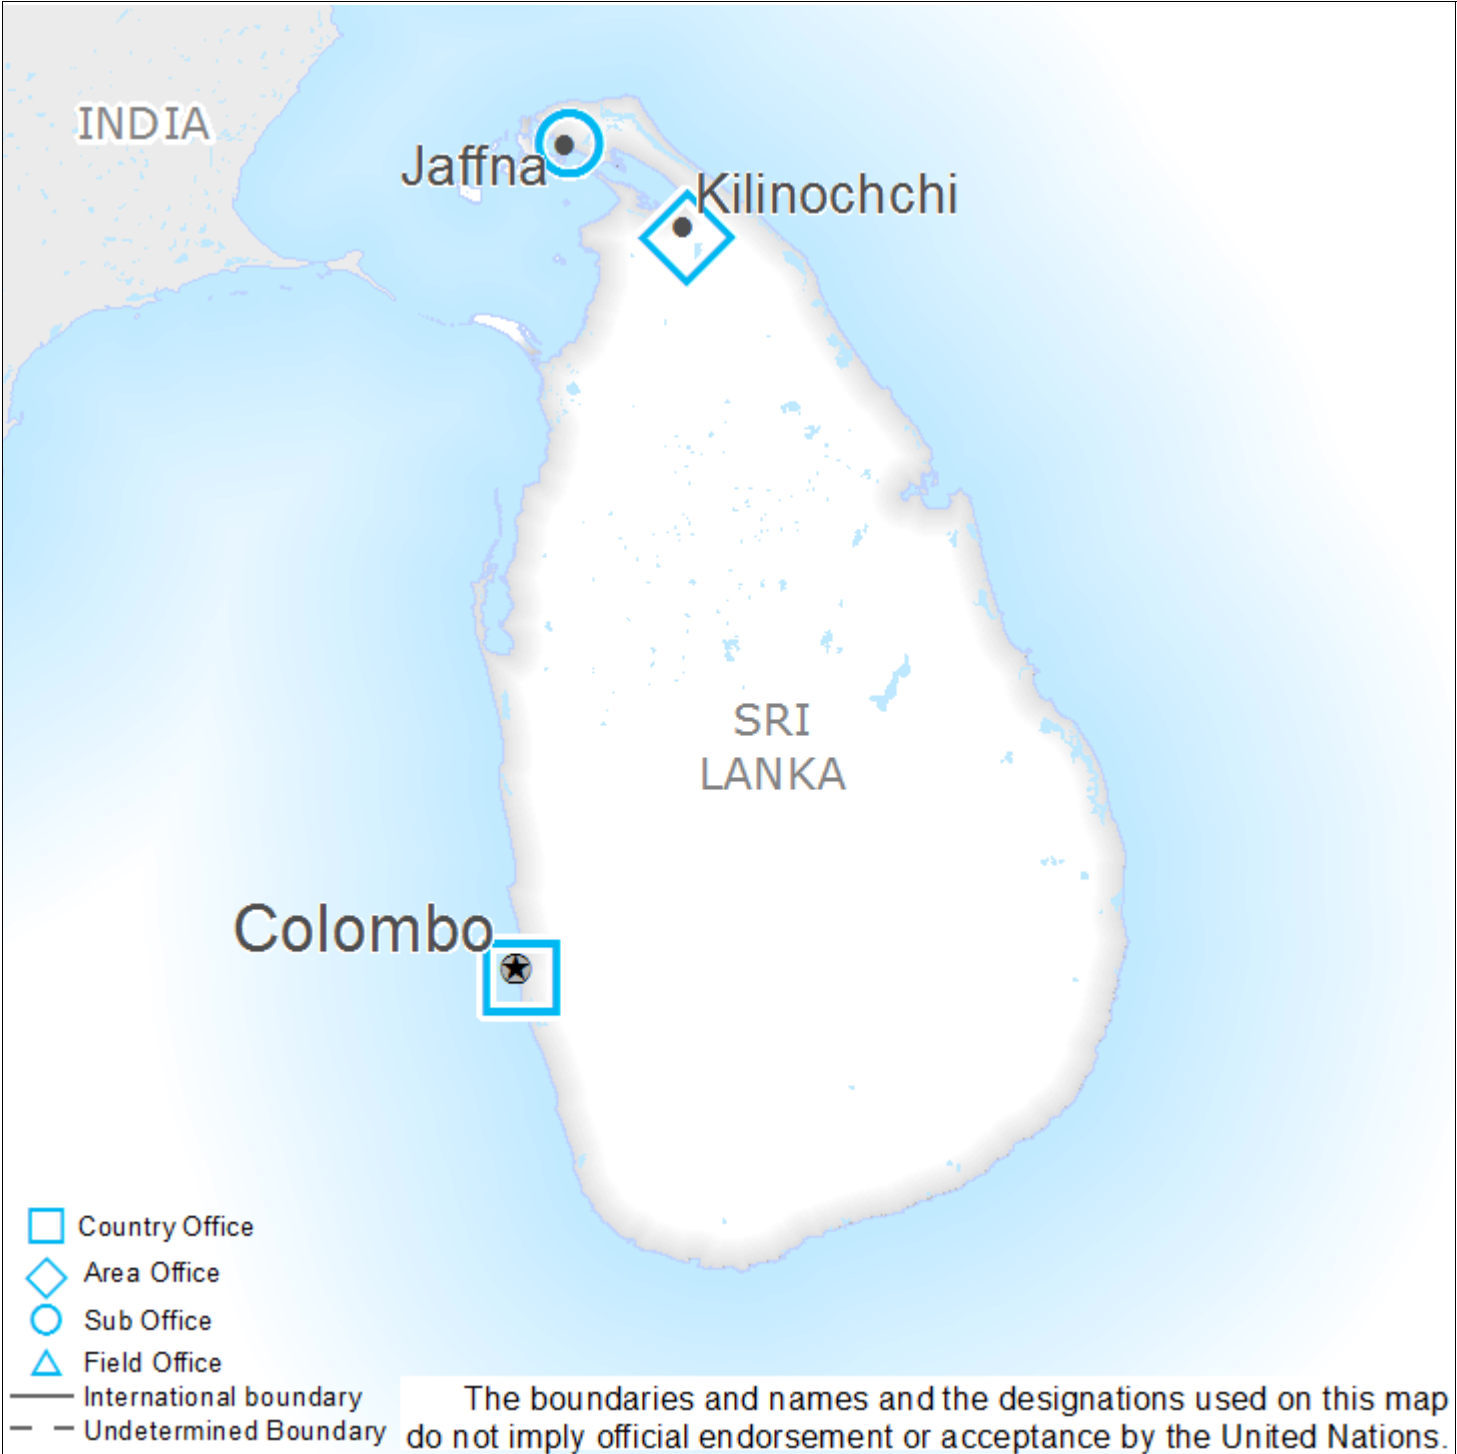 INDIA
Jaffna
Kilinochchi
SRI
LANKA
Colombo
Country Office
Area Office
Sub Office
Field Office
International boundary
Undetermined Boundary
The boundaries and names and the designations used on this map
do not imply official endorsement or acceptance by the United Nations.